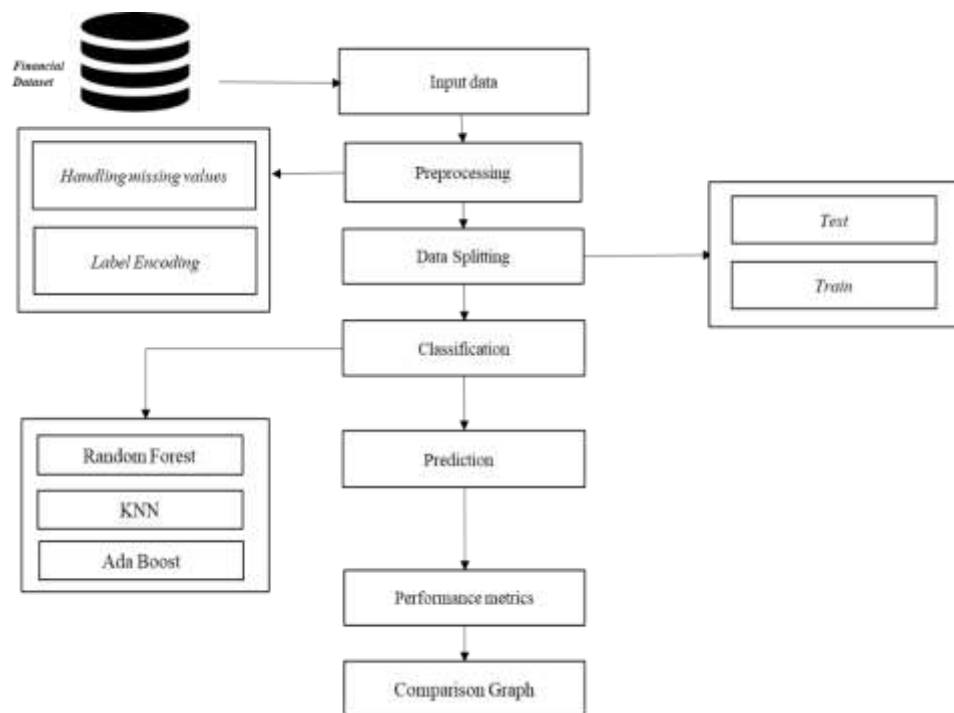 Financial
Dataset
Input data
Preprocessing
Handling missing values
Label Encoding
Data Splitting
Text
Train
Classification
Random Forest
KNN
Ada Boost
Prediction
Performance metrics
Comparison Graph